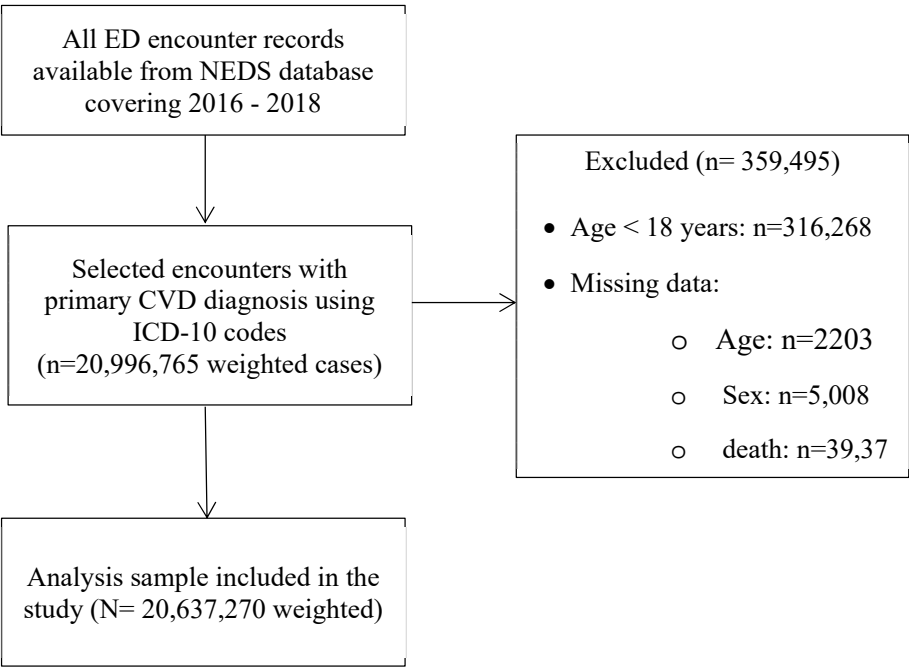 All ED encounter records
available from NEDS database
covering 2016 - 2018
Excluded (n= 359,495)
• Age < 18 years: n=316,268
• Missing data:
o Age: n=2203
o Sex: n=5,008
o death: n=39,37
Selected encounters with
primary CVD diagnosis using
ICD-10 codes
(n=20,996,765 weighted cases)
Analysis sample included in the
study (N= 20,637,270 weighted)